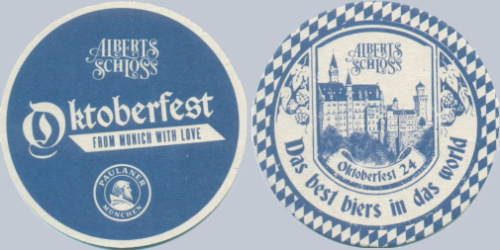 ALBERTS
SCHLOSS
Oktoberfest
FROM MUNICH WITH LOVE
PAULANER
MÜNCHEN
ALBERTS
SCHLOSS
Oktoberfest 24
Das best biers in das world